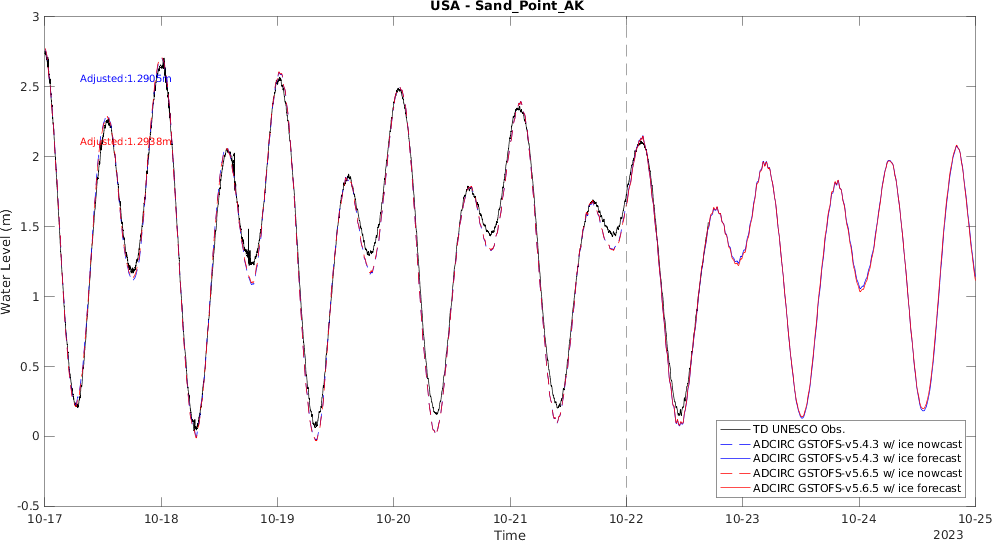 USA - Sand_Point_AK
3
2.5
2
1.5
1
0.5
0
-0.5
Water Level (m)
Adjusted:1.2905m
Adjusted:1.2938m
TD UNESCO Obs.
ADCIRC GSTOFS-v5.4.3 w/ ice nowcast
ADCIRC GSTOFS-v5.4.3 w/ ice forecast
ADCIRC GSTOFS-v5.6.5 w/ ice nowcast
ADCIRC GSTOFS-v5.6.5 w/ ice forecast
10-17 10-18 10-19 10-20 10-21 10-22 10-23 10-24 10-25
Time
2023